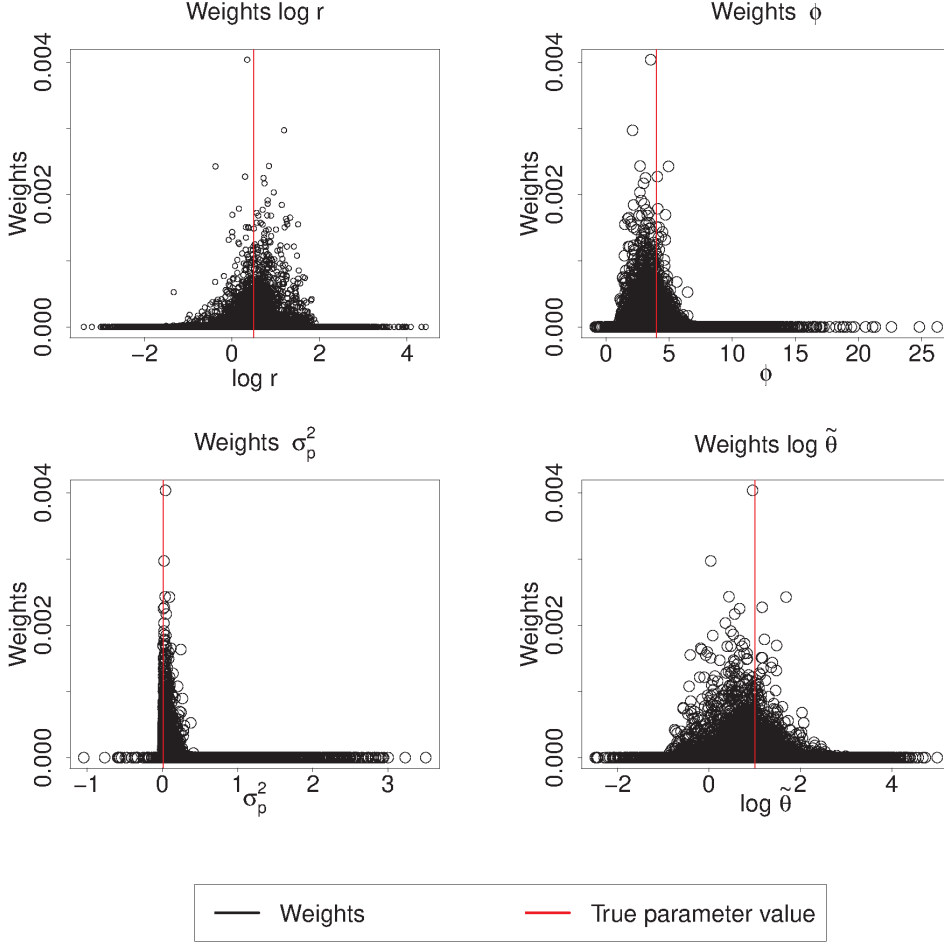 Weights log r
Weights ϕ
0.004
0.002
0.000
Weights
−2 0 2 4
log r
0.004
0.002
0.000
Weights
0 5 10 15 20 25
ϕ
Weights σ²ₚ
Weights log θ̃
0.004
0.002
0.000
Weights
−1 0 1 2 3
σ²ₚ
0.004
0.002
0.000
Weights
−2 0 2 4
log θ̃
Weights
True parameter value